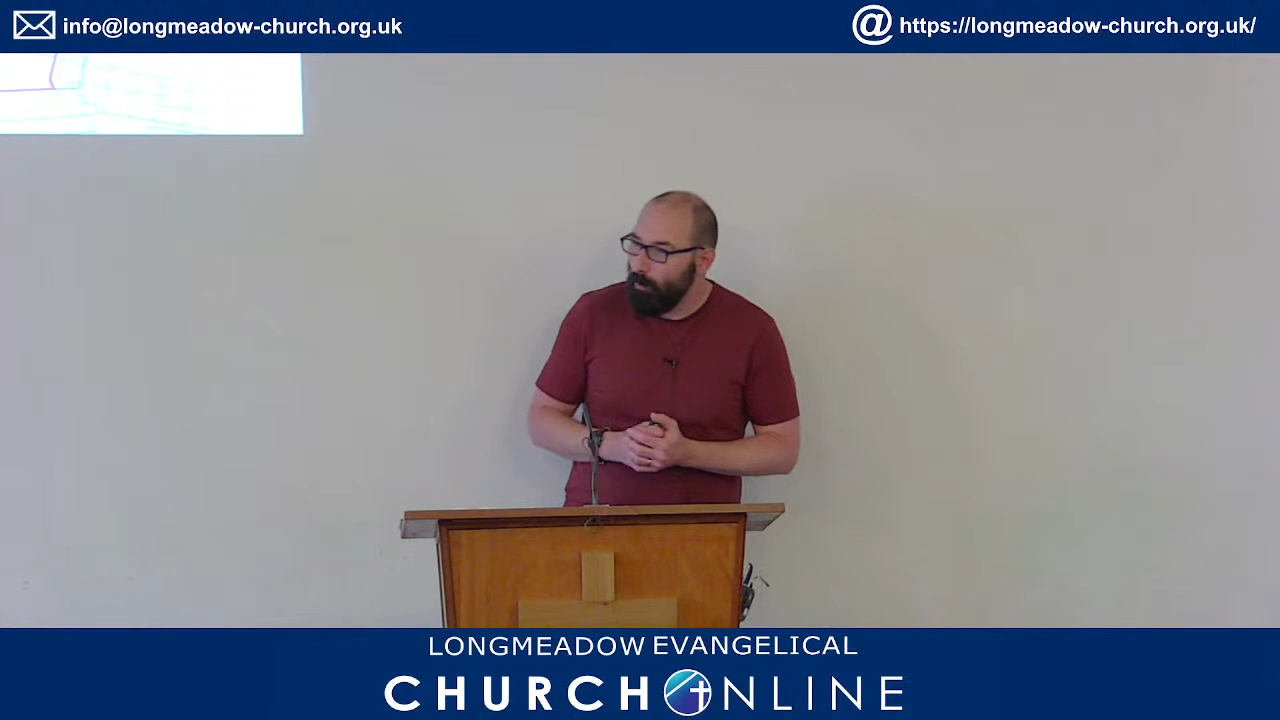 info@longmeadow-church.org.uk
https://longmeadow-church.org.uk/
LONGMEADOW EVANGELICAL
CHURCH ONLINE